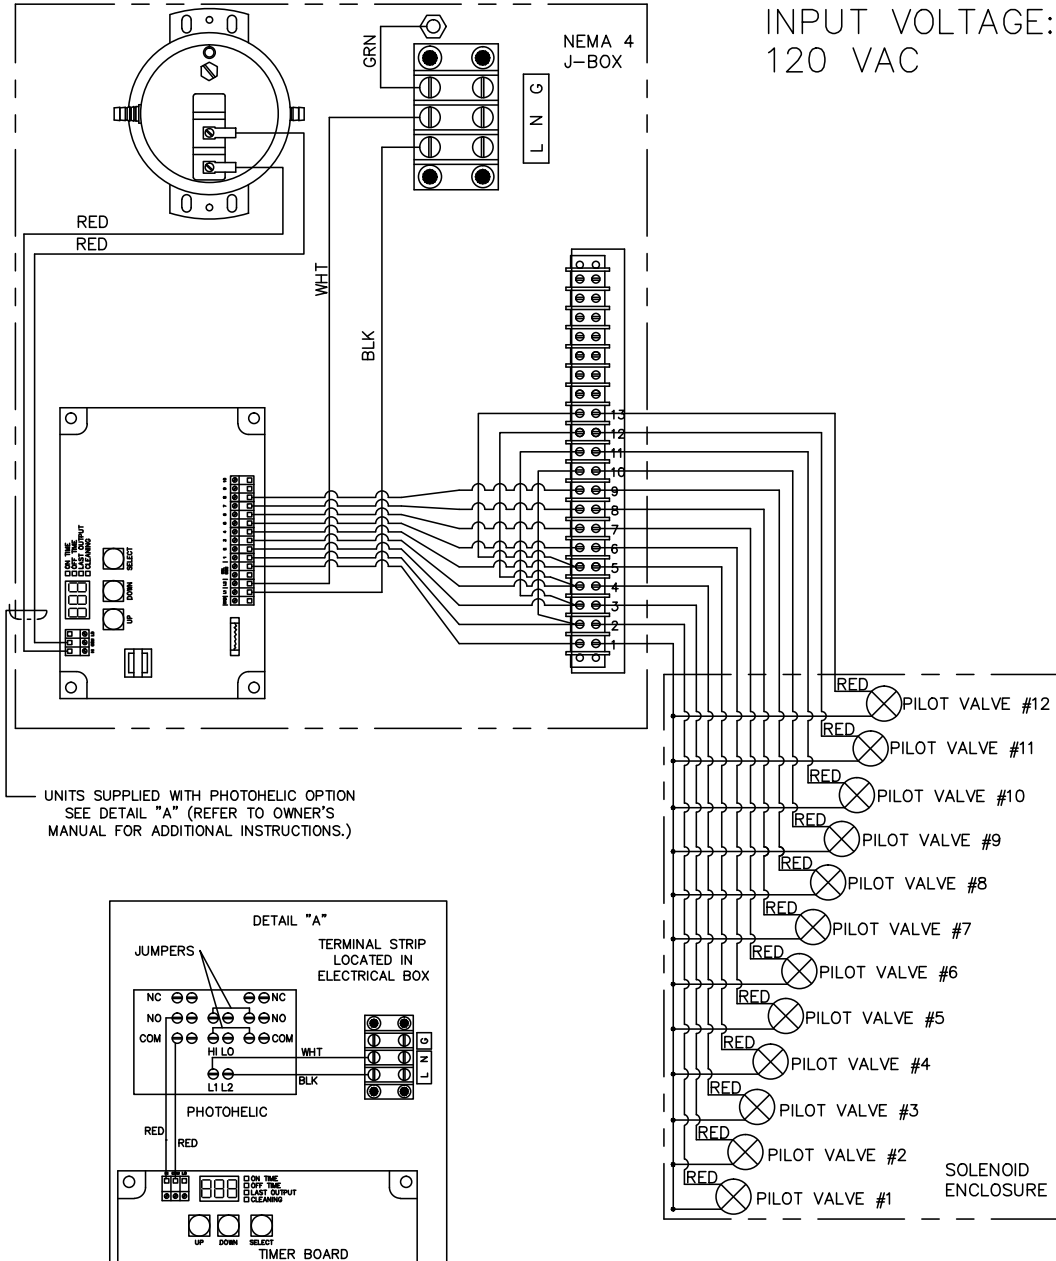 INPUT VOLTAGE:
120 VAC
NEMA 4
J-BOX
GRN
G
N
L
RED
RED
WHT
BLK
13
12
11
10
9
8
7
6
5
4
3
2
1
ON TIME
OFF TIME
LAST OUTPUT
CLEANING
SELECT
DOWN
UP
RED
PILOT VALVE #12
RED
PILOT VALVE #11
RED
PILOT VALVE #10
RED
PILOT VALVE #9
RED
PILOT VALVE #8
RED
PILOT VALVE #7
RED
PILOT VALVE #6
RED
PILOT VALVE #5
RED
PILOT VALVE #4
RED
PILOT VALVE #3
RED
PILOT VALVE #2
RED
PILOT VALVE #1
SOLENOID
ENCLOSURE
UNITS SUPPLIED WITH PHOTOHELIC OPTION
SEE DETAIL "A" (REFER TO OWNER'S
MANUAL FOR ADDITIONAL INSTRUCTIONS.)
DETAIL "A"
JUMPERS
TERMINAL STRIP
LOCATED IN
ELECTRICAL BOX
NC
NC
NO
NO
COM
COM
HI LO
L1 L2
WHT
BLK
G
N
L
PHOTOHELIC
RED
RED
ON TIME
OFF TIME
LAST OUTPUT
CLEANING
UP
DOWN
SELECT
TIMER BOARD